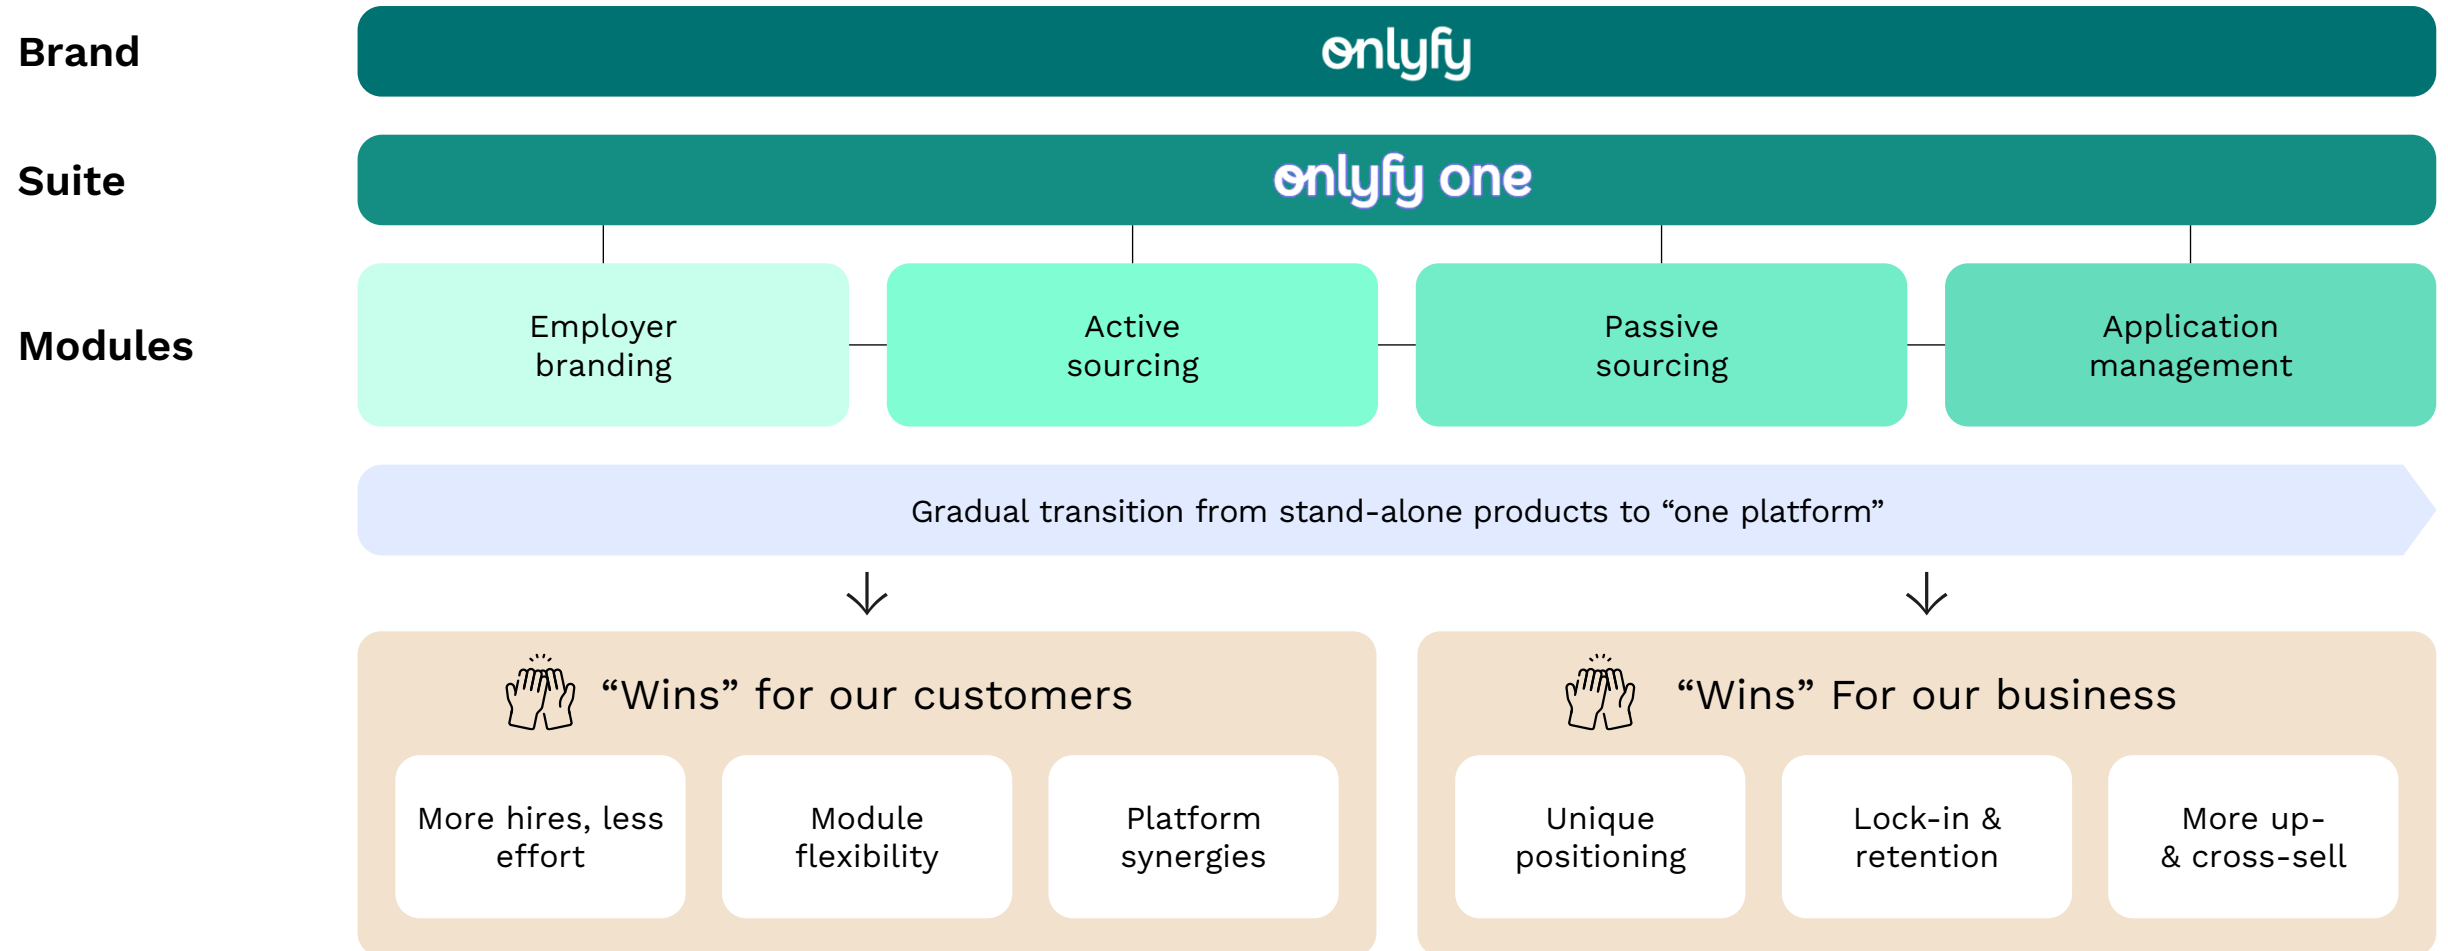 Brand
onlyfy
Suite
onlyfy one
Modules
Employer
branding
Active
sourcing
Passive
sourcing
Application
management
Gradual transition from stand-alone products to “one platform”
“Wins” for our customers
More hires, less
effort
Module
flexibility
Platform
synergies
“Wins” For our business
Unique
positioning
Lock-in &
retention
More up-
& cross-sell